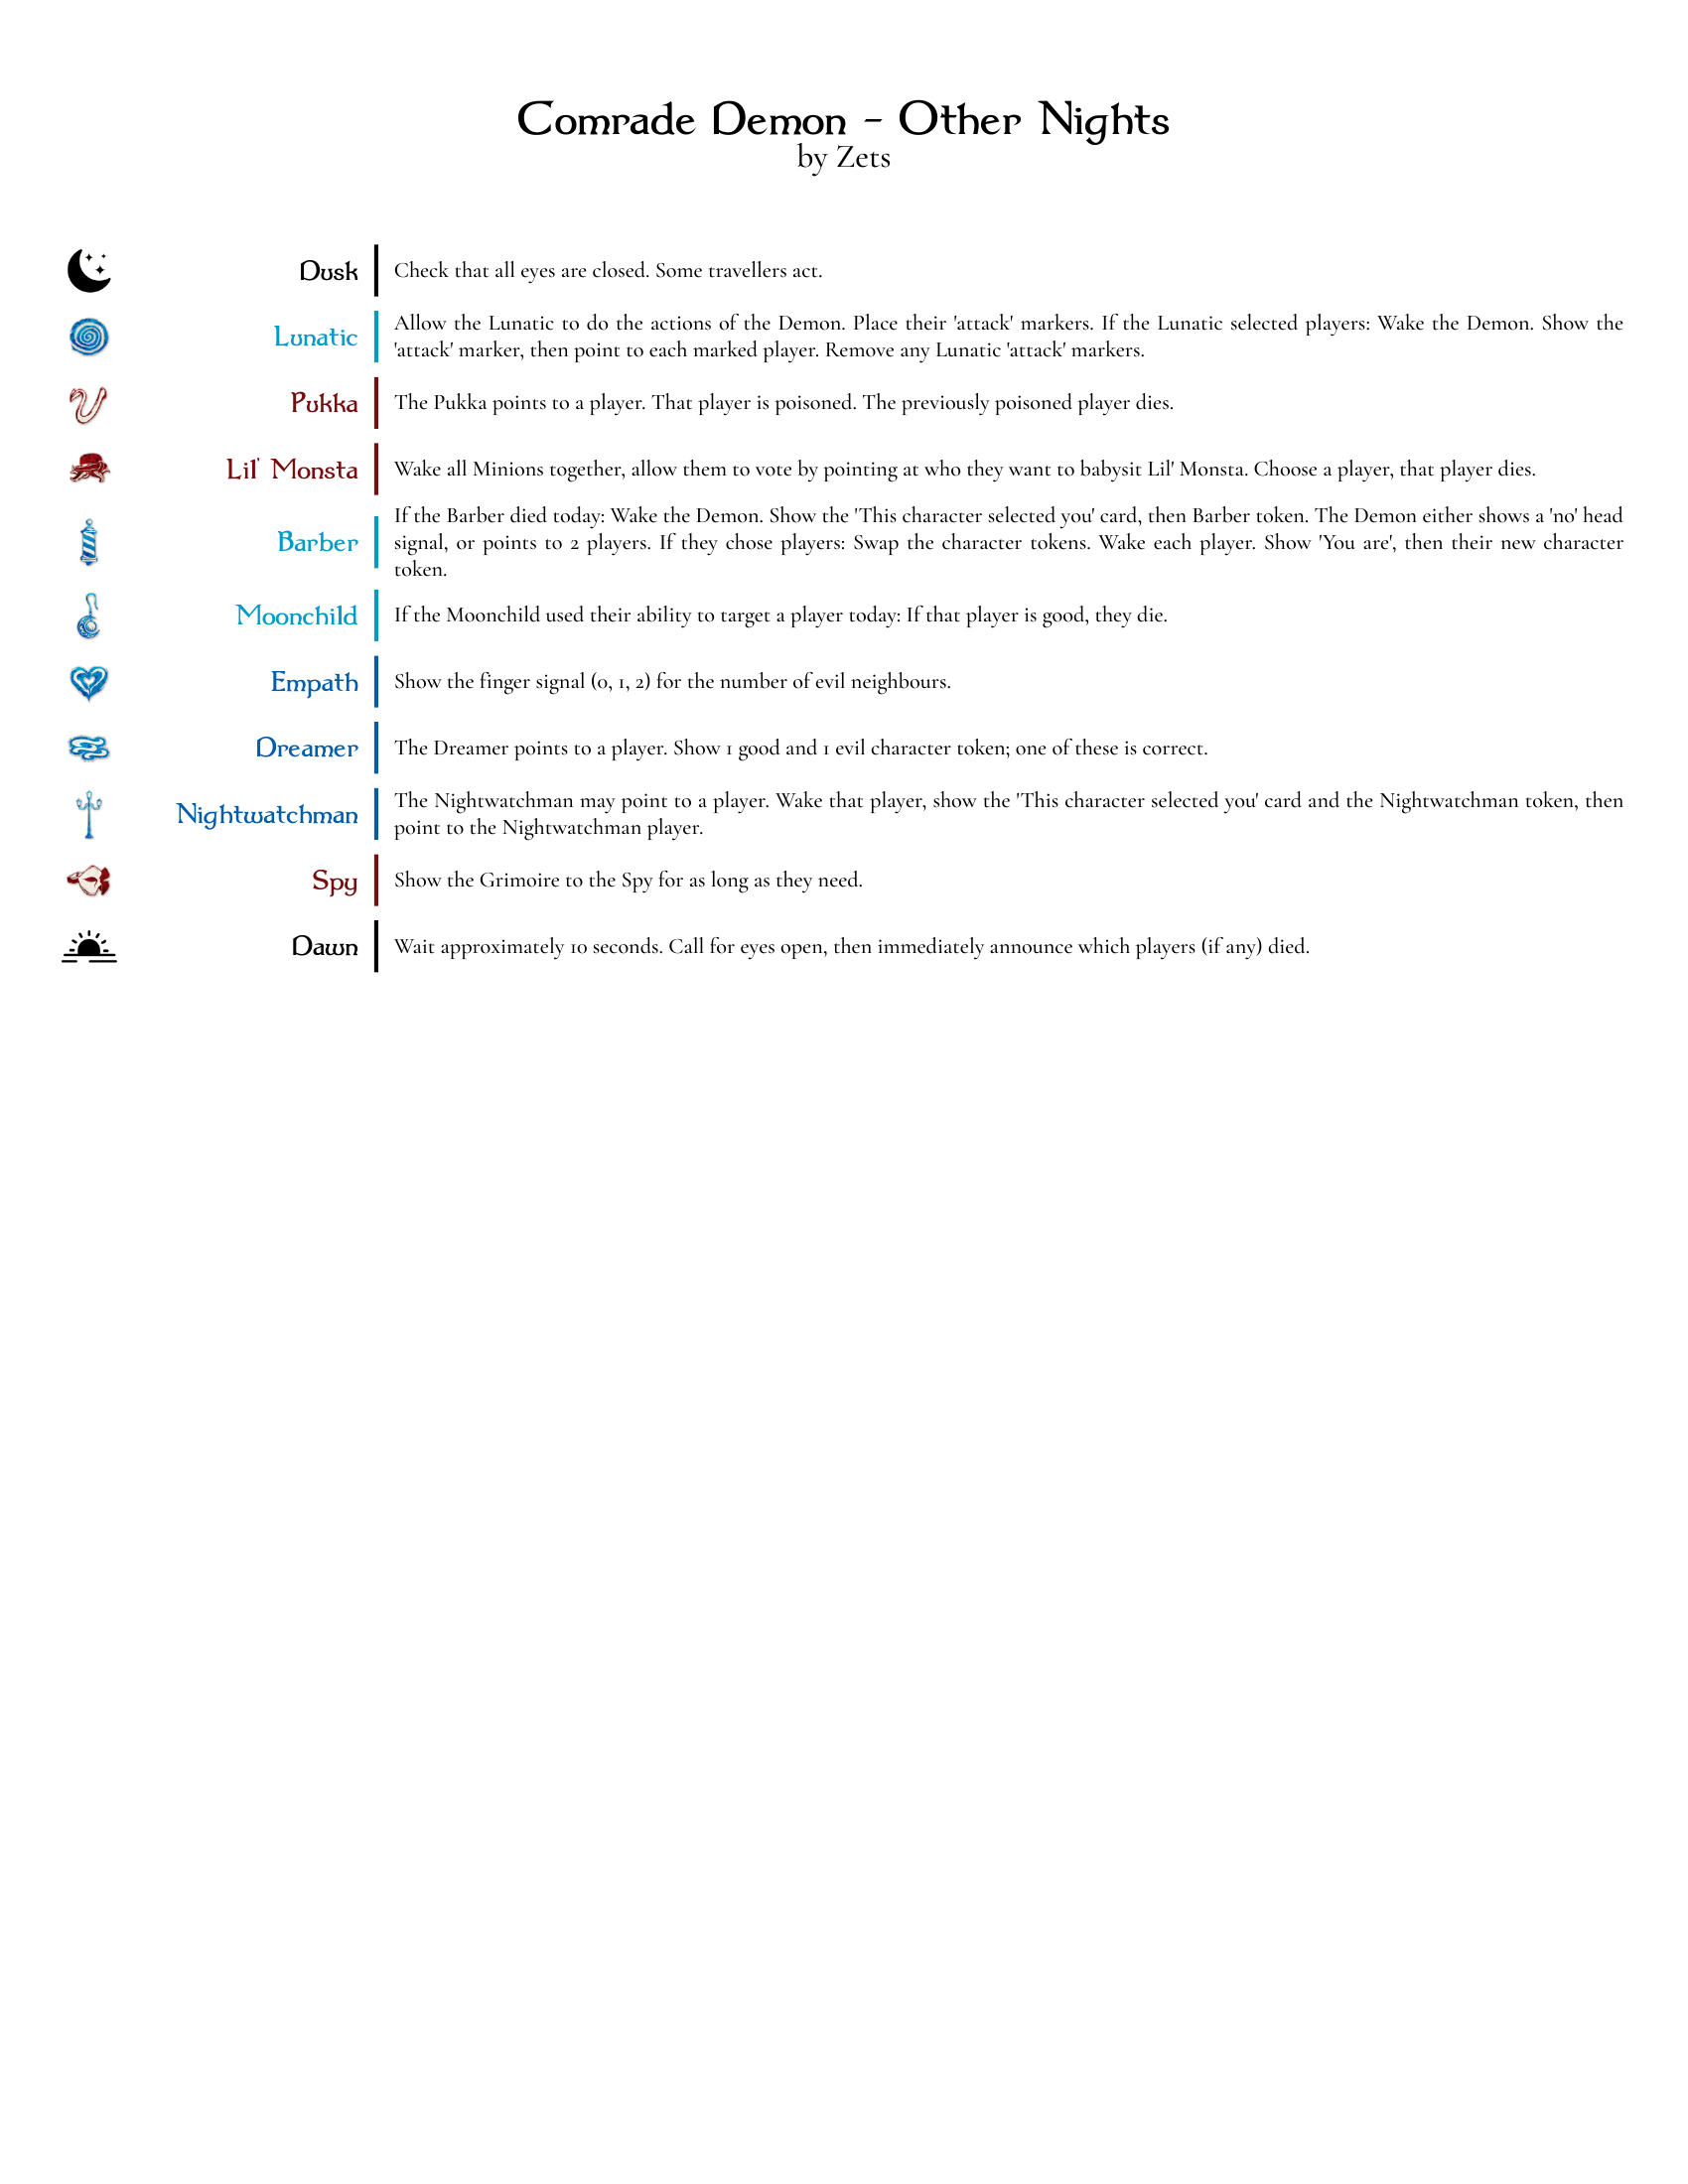 Comrade Demon - Other Nights
by Zets
Dusk
Check that all eyes are closed. Some travellers act.
Lunatic
Allow the Lunatic to do the actions of the Demon. Place their 'attack' markers. If the Lunatic selected players: Wake the Demon. Show the
'attack' marker, then point to each marked player. Remove any Lunatic 'attack' markers.
Pukka
The Pukka points to a player. That player is poisoned. The previously poisoned player dies.
Lil' Monsta
Wake all Minions together, allow them to vote by pointing at who they want to babysit Lil' Monsta. Choose a player, that player dies.
Barber
If the Barber died today: Wake the Demon. Show the 'This character selected you' card, then Barber token. The Demon either shows a 'no' head
signal, or points to 2 players. If they chose players: Swap the character tokens. Wake each player. Show 'You are', then their new character
token.
Moonchild
If the Moonchild used their ability to target a player today: If that player is good, they die.
Empath
Show the finger signal (0, 1, 2) for the number of evil neighbours.
Dreamer
The Dreamer points to a player. Show 1 good and 1 evil character token; one of these is correct.
Nightwatchman
The Nightwatchman may point to a player. Wake that player, show the 'This character selected you' card and the Nightwatchman token, then
point to the Nightwatchman player.
Spy
Show the Grimoire to the Spy for as long as they need.
Dawn
Wait approximately 10 seconds. Call for eyes open, then immediately announce which players (if any) died.